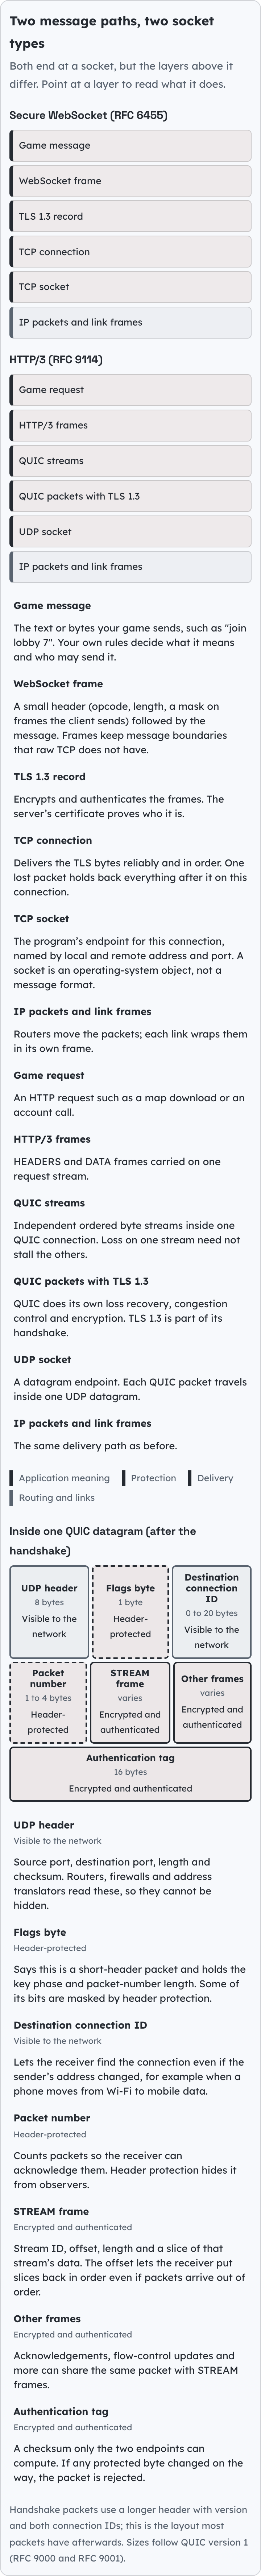 Two message paths, two socket
types
Both end at a socket, but the layers above it
differ. Point at a layer to read what it does.
Secure WebSocket (RFC 6455)
Game message
WebSocket frame
TLS 1.3 record
TCP connection
TCP socket
IP packets and link frames
HTTP/3 (RFC 9114)
Game request
HTTP/3 frames
QUIC streams
QUIC packets with TLS 1.3
UDP socket
IP packets and link frames
Game message
The text or bytes your game sends, such as "join
lobby 7". Your own rules decide what it means
and who may send it.
WebSocket frame
A small header (opcode, length, a mask on
frames the client sends) followed by the
message. Frames keep message boundaries
that raw TCP does not have.
TLS 1.3 record
Encrypts and authenticates the frames. The
server's certificate proves who it is.
TCP connection
Delivers the TLS bytes reliably and in order. One
lost packet holds back everything after it on this
connection.
TCP socket
The program's endpoint for this connection,
named by local and remote address and port. A
socket is an operating-system object, not a
message format.
IP packets and link frames
Routers move the packets; each link wraps them
in its own frame.
Game request
An HTTP request such as a map download or an
account call.
HTTP/3 frames
HEADERS and DATA frames carried on one
request stream.
QUIC streams
Independent ordered byte streams inside one
QUIC connection. Loss on one stream need not
stall the others.
QUIC packets with TLS 1.3
QUIC does its own loss recovery, congestion
control and encryption. TLS 1.3 is part of its
handshake.
UDP socket
A datagram endpoint. Each QUIC packet travels
inside one UDP datagram.
IP packets and link frames
The same delivery path as before.
Application meaning
Protection
Delivery
Routing and links
Inside one QUIC datagram (after the
handshake)
UDP header
8 bytes
Visible to the
network
Flags byte
1 byte
Header-
protected
Destination
connection
ID
0 to 20 bytes
Visible to the
network
Packet
number
1 to 4 bytes
Header-
protected
STREAM
frame
varies
Encrypted and
authenticated
Other frames
varies
Encrypted and
authenticated
Authentication tag
16 bytes
Encrypted and authenticated
UDP header
Visible to the network
Source port, destination port, length and
checksum. Routers, firewalls and address
translators read these, so they cannot be
hidden.
Flags byte
Header-protected
Says this is a short-header packet and holds the
key phase and packet-number length. Some of
its bits are masked by header protection.
Destination connection ID
Visible to the network
Lets the receiver find the connection even if the
sender's address changed, for example when a
phone moves from Wi-Fi to mobile data.
Packet number
Header-protected
Counts packets so the receiver can
acknowledge them. Header protection hides it
from observers.
STREAM frame
Encrypted and authenticated
Stream ID, offset, length and a slice of that
stream's data. The offset lets the receiver put
slices back in order even if packets arrive out of
order.
Other frames
Encrypted and authenticated
Acknowledgements, flow-control updates and
more can share the same packet with STREAM
frames.
Authentication tag
Encrypted and authenticated
A checksum only the two endpoints can
compute. If any protected byte changed on the
way, the packet is rejected.
Handshake packets use a longer header with version
and both connection IDs; this is the layout most
packets have afterwards. Sizes follow QUIC version 1
(RFC 9000 and RFC 9001).